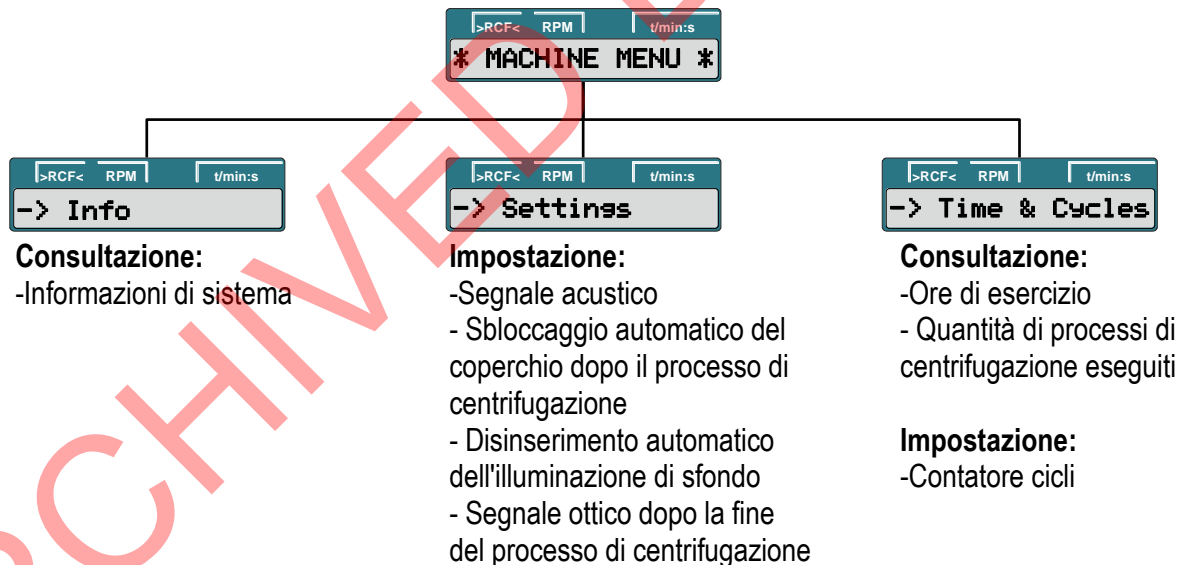 >RCF< RPM t/min:s
* MACHINE MENU *
>RCF< RPM t/min:s
-> Info
Consultazione:
-Informazioni di sistema
>RCF< RPM t/min:s
-> Settings
Impostazione:
-Segnale acustico
- Sbloccaggio automatico del
coperchio dopo il processo di
centrifugazione
- Disinserimento automatico
dell'illuminazione di sfondo
- Segnale ottico dopo la fine
del processo di centrifugazione
>RCF< RPM t/min:s
-> Time & Cycles
Consultazione:
-Ore di esercizio
- Quantità di processi di
centrifugazione eseguiti
Impostazione:
-Contatore cicli
RCHIVED